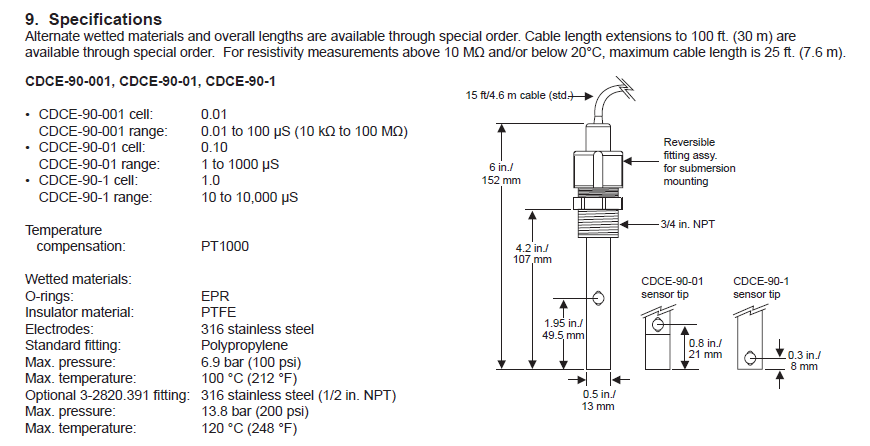 9. Specifications
Alternate wetted materials and overall lengths are available through special order. Cable length extensions to 100 ft. (30 m) are
available through special order.  For resistivity measurements above 10 MΩ and/or below 20°C, maximum cable length is 25 ft. (7.6 m).
CDCE-90-001, CDCE-90-01, CDCE-90-1
• CDCE-90-001 cell: 0.01
CDCE-90-001 range: 0.01 to 100 µS (10 kΩ to 100 MΩ)
• CDCE-90-01 cell: 0.10
CDCE-90-01 range: 1 to 1000 µS
• CDCE-90-1 cell: 1.0
CDCE-90-1 range: 10 to 10,000 µS
Temperature
compensation: PT1000
Wetted materials:
O-rings: EPR
Insulator material: PTFE
Electrodes: 316 stainless steel
Standard fitting: Polypropylene
Max. pressure: 6.9 bar (100 psi)
Max. temperature: 100 °C (212 °F)
Optional 3-2820.391 fitting: 316 stainless steel (1/2 in. NPT)
Max. pressure: 13.8 bar (200 psi)
Max. temperature: 120 °C (248 °F)
15 ft/4.6 m cable (std.)
6 in./
152 mm
Reversible
fitting assy.
for submersion
mounting
3/4 in. NPT
4.2 in./
107 mm
1.95 in./
49.5 mm
0.5 in./
13 mm
CDCE-90-01
sensor tip
0.8 in./
21 mm
CDCE-90-1
sensor tip
0.3 in./
8 mm